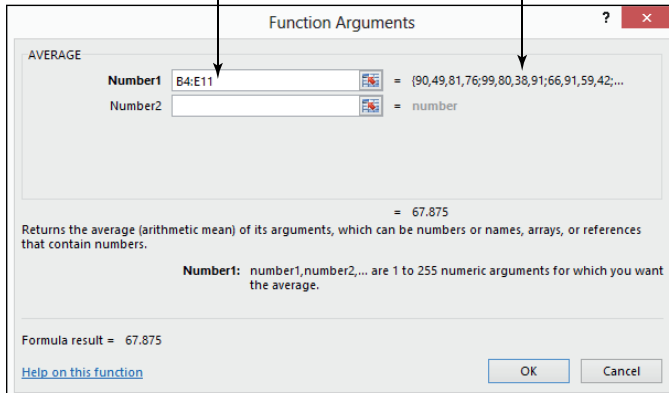 Function Arguments ? ×
AVERAGE
Number1 B4:E11 = {90,49,81,76;99,80,38,91;66,91,59,42;...
Number2 = number
= 67.875
Returns the average (arithmetic mean) of its arguments, which can be numbers or names, arrays, or references
that contain numbers.
Number1: number1,number2,... are 1 to 255 numeric arguments for which you want
the average.
Formula result = 67.875
Help on this function OK Cancel